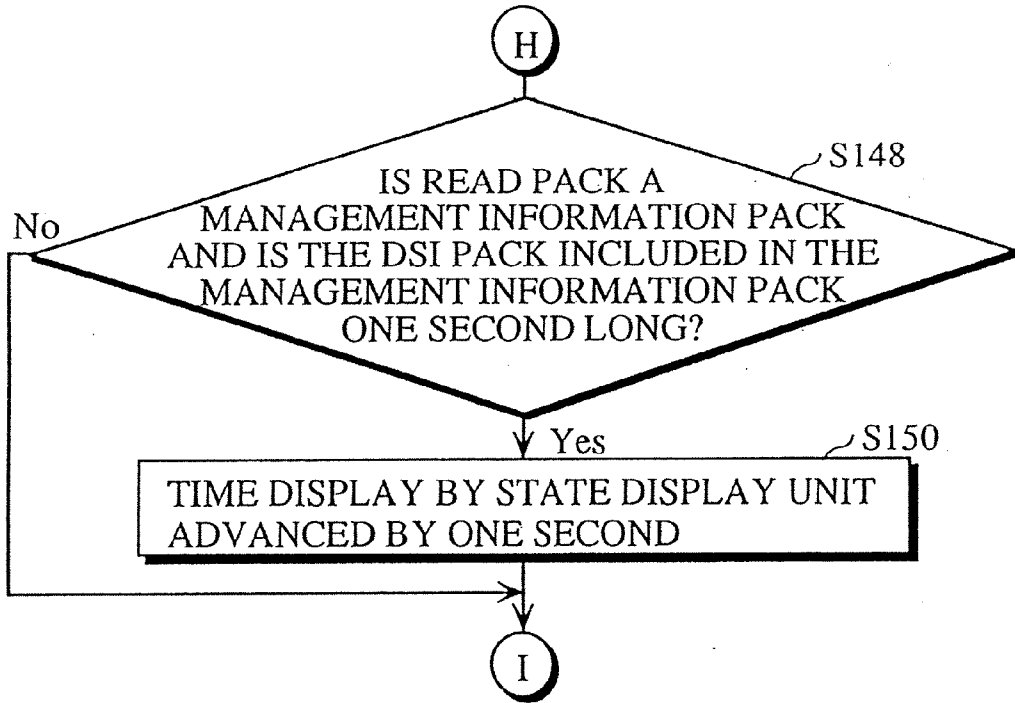 H
S148
IS READ PACK A
MANAGEMENT INFORMATION PACK
AND IS THE DSI PACK INCLUDED IN THE
MANAGEMENT INFORMATION PACK
ONE SECOND LONG?
No
Yes
S150
TIME DISPLAY BY STATE DISPLAY UNIT
ADVANCED BY ONE SECOND
I